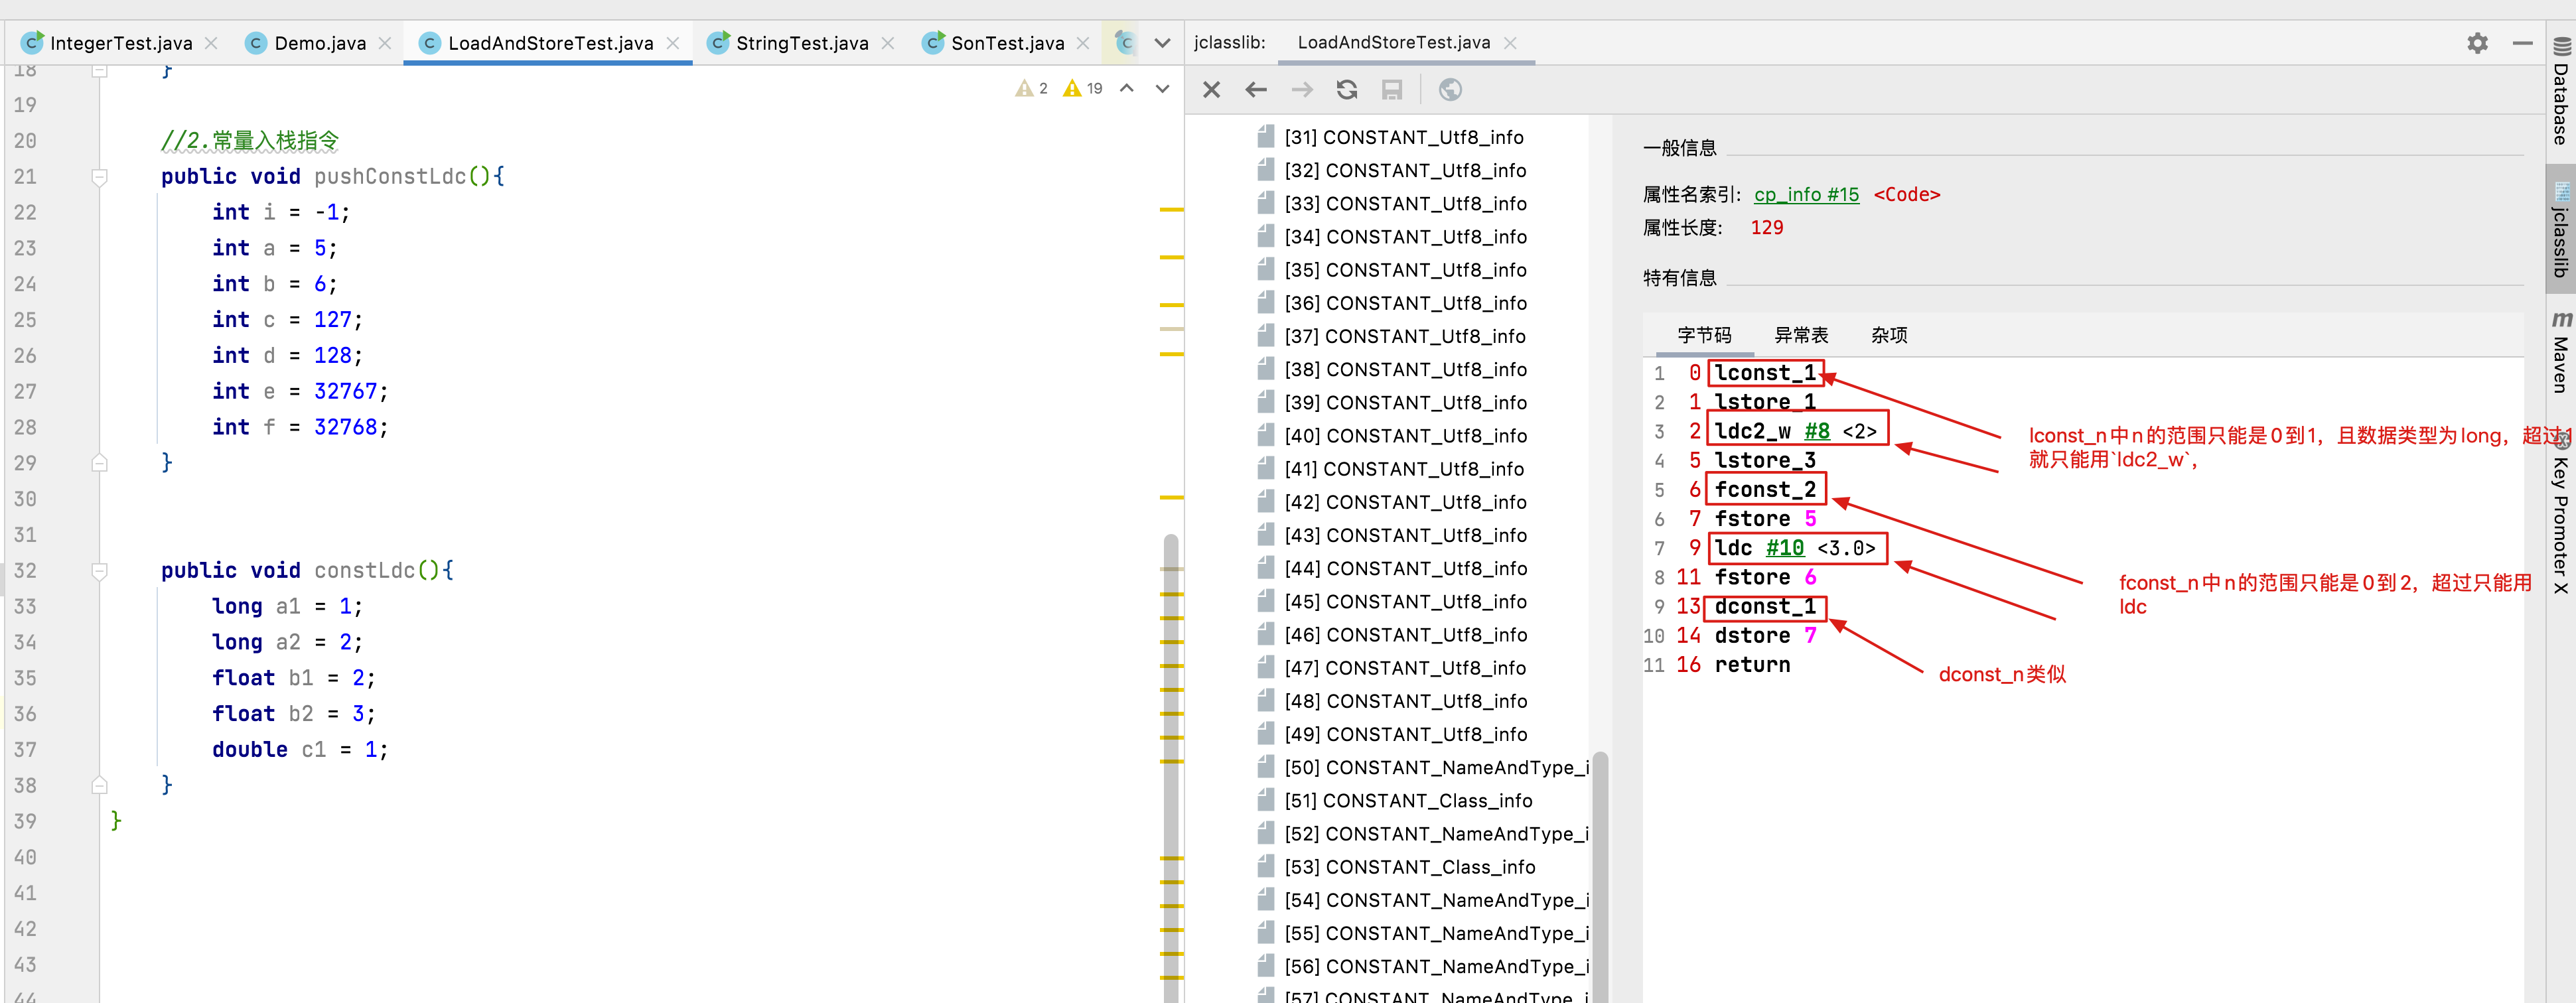 IntegerTest.java
Demo.java
LoadAndStoreTest.java
StringTest.java
SonTest.java
jclasslib:
LoadAndStoreTest.java
2
19
18 }
19
20 //2.常量入栈指令
21 public void pushConstLdc(){
22 int i = -1;
23 int a = 5;
24 int b = 6;
25 int c = 127;
26 int d = 128;
27 int e = 32767;
28 int f = 32768;
29 }
30
31
32 public void constLdc(){
33 long a1 = 1;
34 long a2 = 2;
35 float b1 = 2;
36 float b2 = 3;
37 double c1 = 1;
38 }
39 }
40
41
42
43
44
[31] CONSTANT_Utf8_info
[32] CONSTANT_Utf8_info
[33] CONSTANT_Utf8_info
[34] CONSTANT_Utf8_info
[35] CONSTANT_Utf8_info
[36] CONSTANT_Utf8_info
[37] CONSTANT_Utf8_info
[38] CONSTANT_Utf8_info
[39] CONSTANT_Utf8_info
[40] CONSTANT_Utf8_info
[41] CONSTANT_Utf8_info
[42] CONSTANT_Utf8_info
[43] CONSTANT_Utf8_info
[44] CONSTANT_Utf8_info
[45] CONSTANT_Utf8_info
[46] CONSTANT_Utf8_info
[47] CONSTANT_Utf8_info
[48] CONSTANT_Utf8_info
[49] CONSTANT_Utf8_info
[50] CONSTANT_NameAndType_i
[51] CONSTANT_Class_info
[52] CONSTANT_NameAndType_i
[53] CONSTANT_Class_info
[54] CONSTANT_NameAndType_i
[55] CONSTANT_NameAndType_i
[56] CONSTANT_NameAndType_i
[57] CONSTANT_NameAndType_i
一般信息
属性名索引: cp_info #15 <Code>
属性长度: 129
特有信息
字节码 异常表 杂项
1 0 lconst_1
2 1 lstore_1
3 2 ldc2_w #8 <2>
4 5 lstore_3
5 6 fconst_2
6 7 fstore 5
7 9 ldc #10 <3.0>
8 11 fstore 6
9 13 dconst_1
10 14 dstore 7
11 16 return
lconst_n中n的范围只能是0到1，且数据类型为long，超过1
就只能用`ldc2_w`,
fconst_n中n的范围只能是0到2，超过只能用
ldc
dconst_n类似
Database
jclasslib
m Maven
Key Promoter X